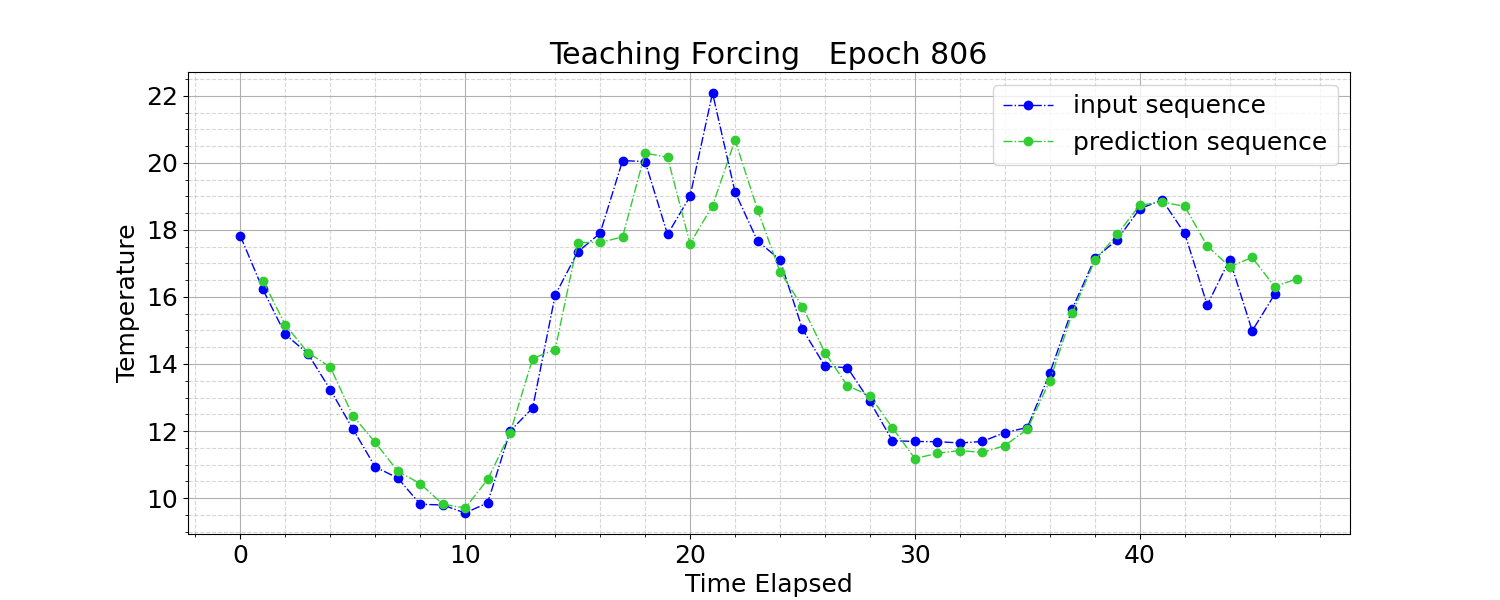 Teaching Forcing   Epoch 806
22
20
18
16
14
12
10
Temperature
input sequence
prediction sequence
0 10 20 30 40
Time Elapsed